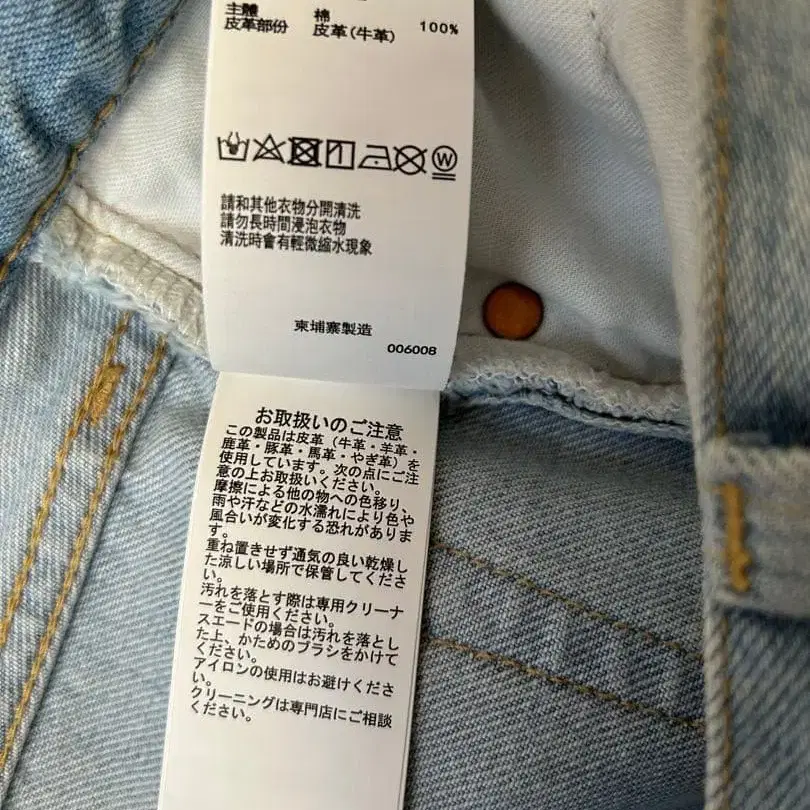 主體 棉 100%
皮革部份 皮革(牛革)
W
請和其他衣物分開清洗
請勿長時間浸泡衣物
清洗時會有輕微縮水現象
柬埔寨製造
006008
お取扱いのご注意
この製品は皮革（牛革・羊革・
鹿革・豚革・馬革・やぎ革）を
使用しています。次の点にご注
意の上お取扱いください。
摩擦による他の物への色移り、
雨や汗などの水濡れにより色や
風合いが変化する恐れがありま
す。
重ね置きせず通気の良い乾燥し
た涼しい場所で保管してくださ
い。
汚れを落とす際は専用クリーナ
ーをご使用ください。
スエードの場合は汚れを落とし
た上、かためのブラシをかけて
ください。
アイロンの使用はお避けくださ
い。
クリーニングは専門店にご相談
ください。